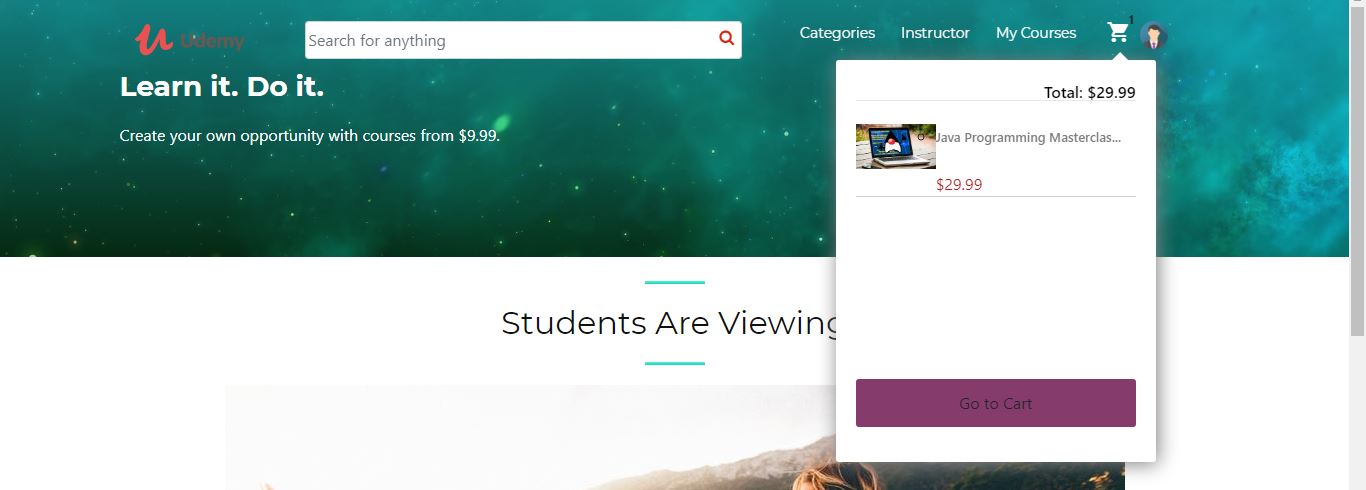 Udemy
Search for anything
Categories
Instructor
My Courses
1
Learn it. Do it.
Create your own opportunity with courses from $9.99.
Total: $29.99
Java Programming Masterclas...
$29.99
Students Are Viewing
Go to Cart